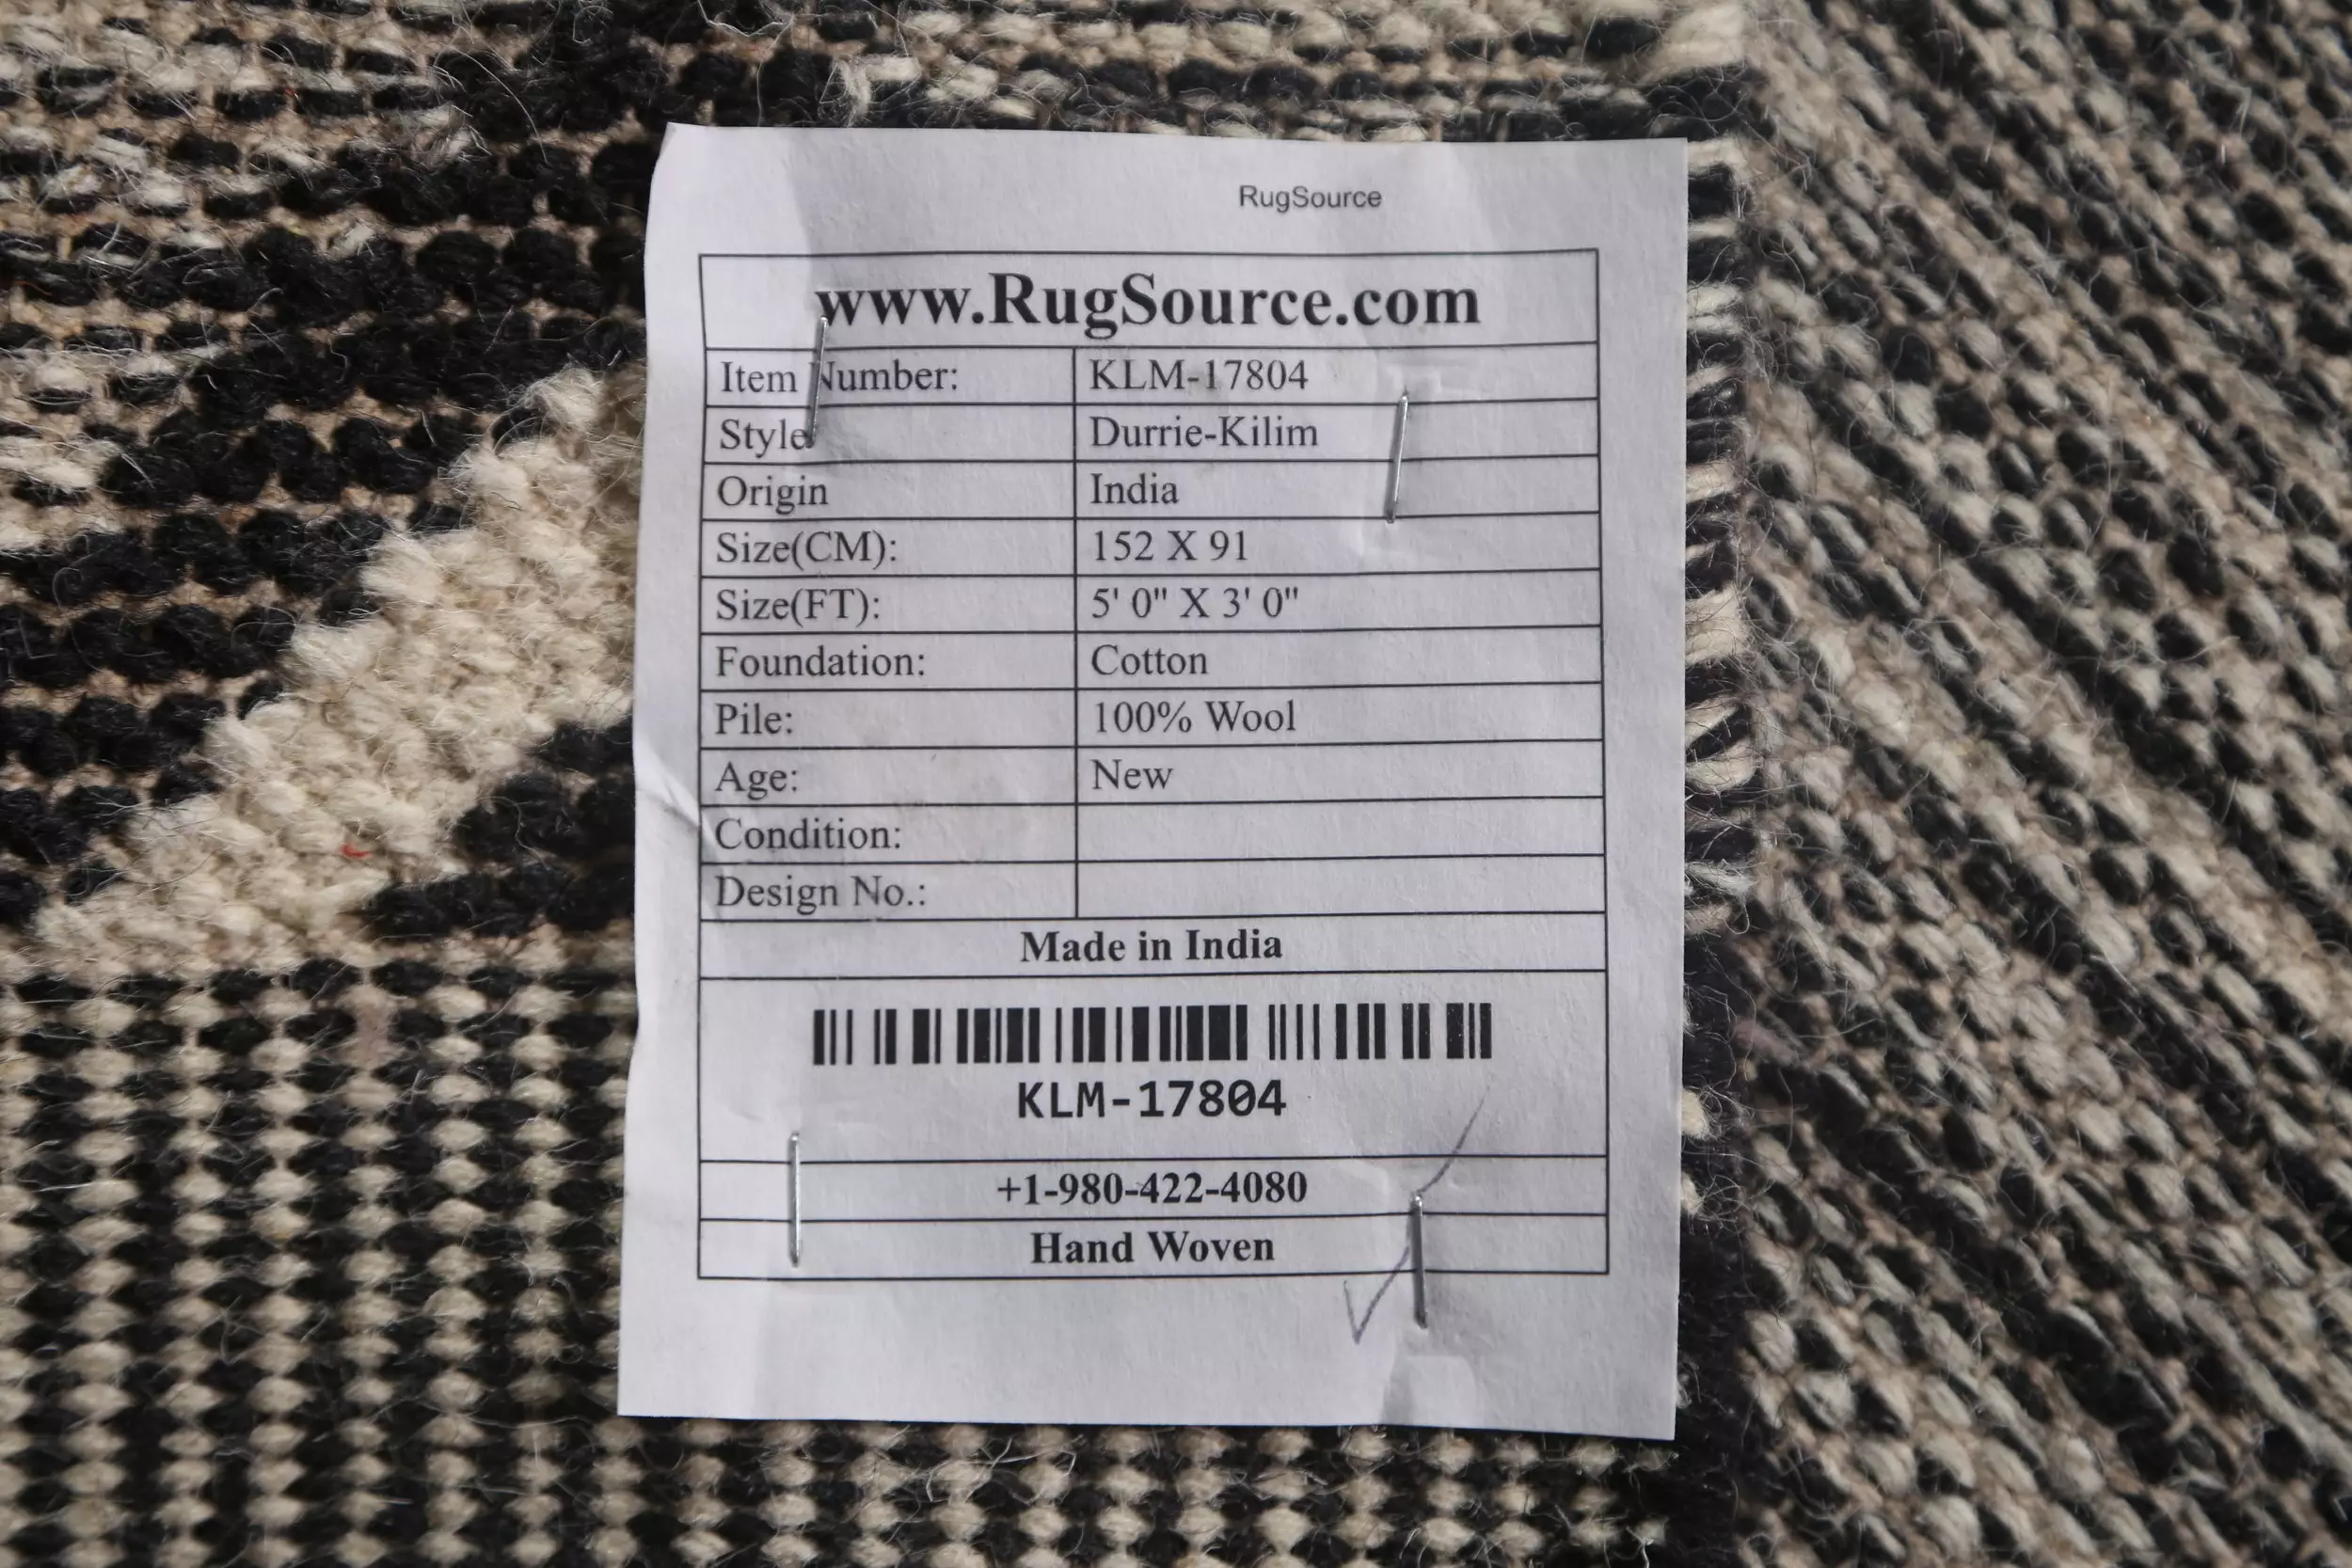 RugSource
www.RugSource.com
Item Number: KLM-17804
Style Durrie-Kilim
Origin India
Size(CM): 152 X 91
Size(FT): 5' 0" X 3' 0"
Foundation: Cotton
Pile: 100% Wool
Age: New
Condition:
Design No.:
Made in India
KLM-17804
+1-980-422-4080
Hand Woven